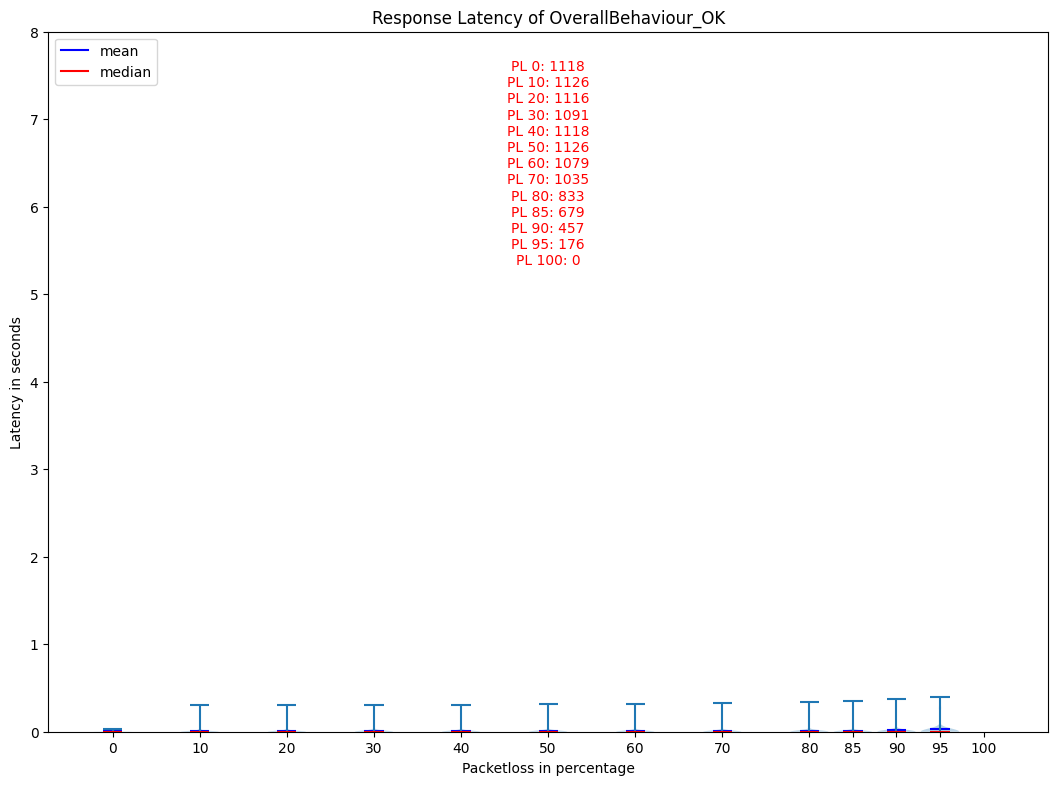 Response Latency of OverallBehaviour_OK
mean
median
PL 0: 1118
PL 10: 1126
PL 20: 1116
PL 30: 1091
PL 40: 1118
PL 50: 1126
PL 60: 1079
PL 70: 1035
PL 80: 833
PL 85: 679
PL 90: 457
PL 95: 176
PL 100: 0
Latency in seconds
8
7
6
5
4
3
2
1
0
0 10 20 30 40 50 60 70 80 85 90 95 100
Packetloss in percentage